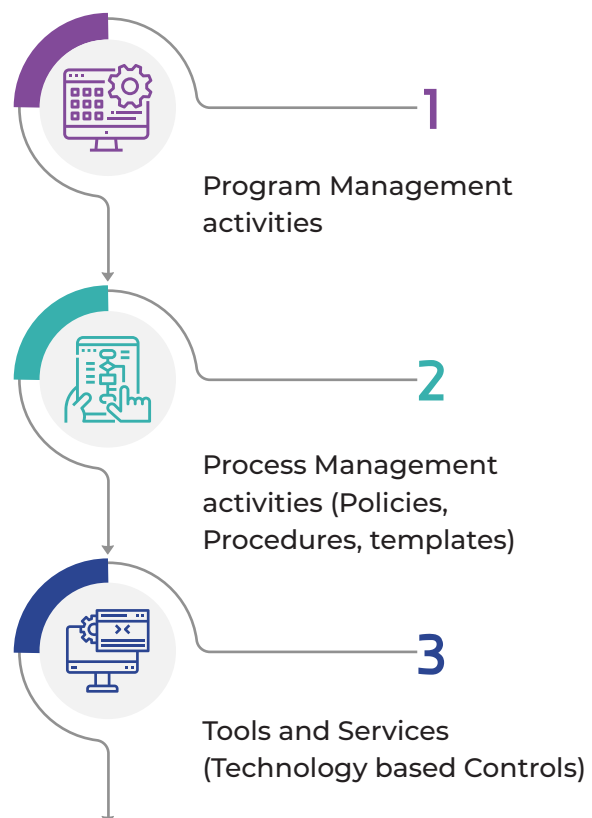 1
Program Management
activities
2
Process Management
activities (Policies,
Procedures, templates)
3
Tools and Services
(Technology based Controls)